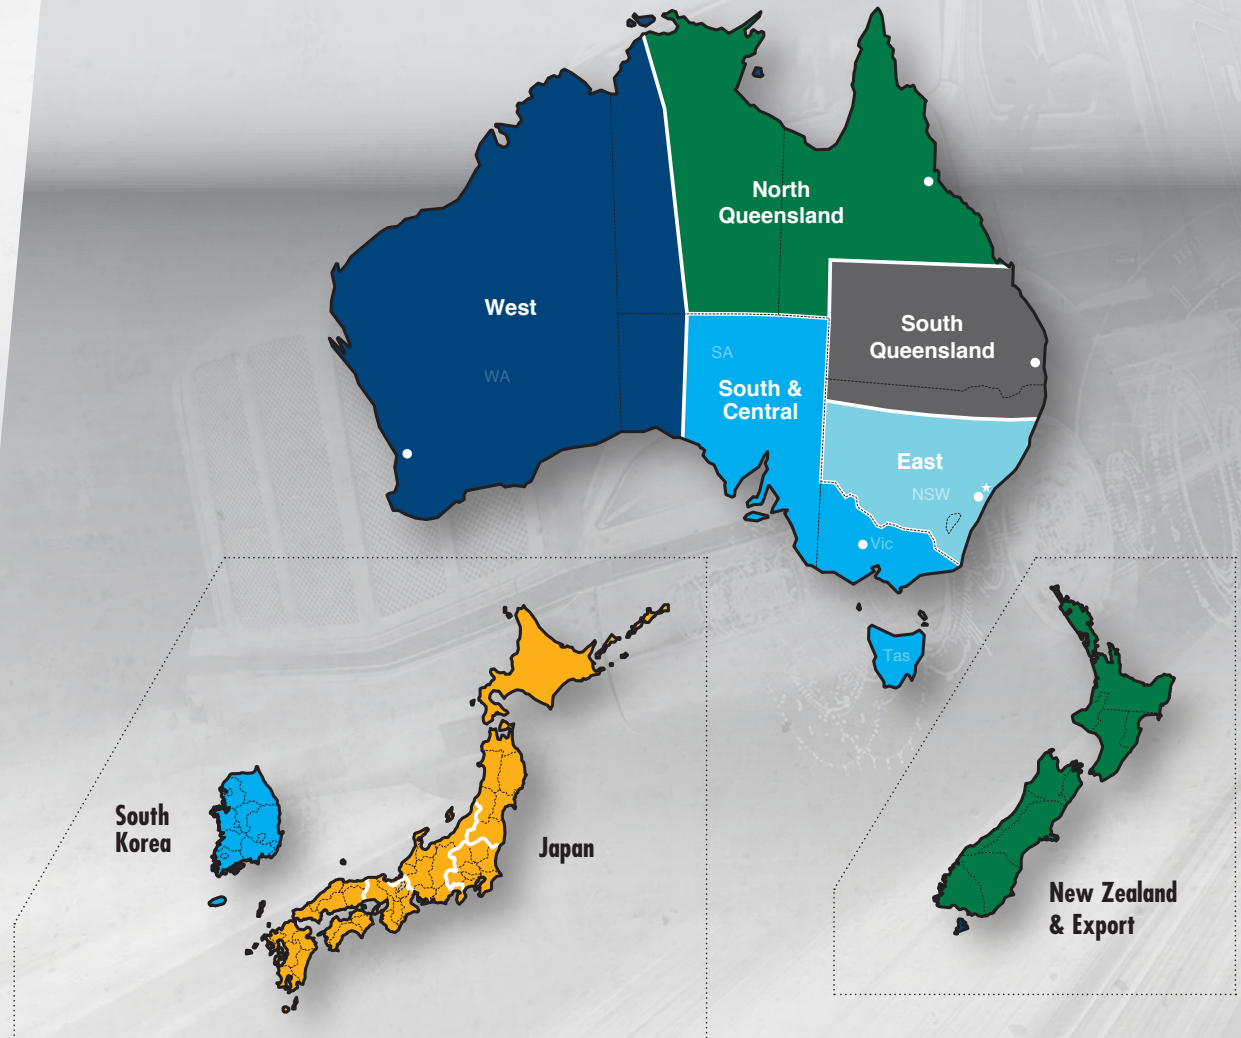 North
Queensland
West
WA
South
Queensland
SA
South &
Central
East
NSW
Vic
Tas
South
Korea
Japan
New Zealand
& Export